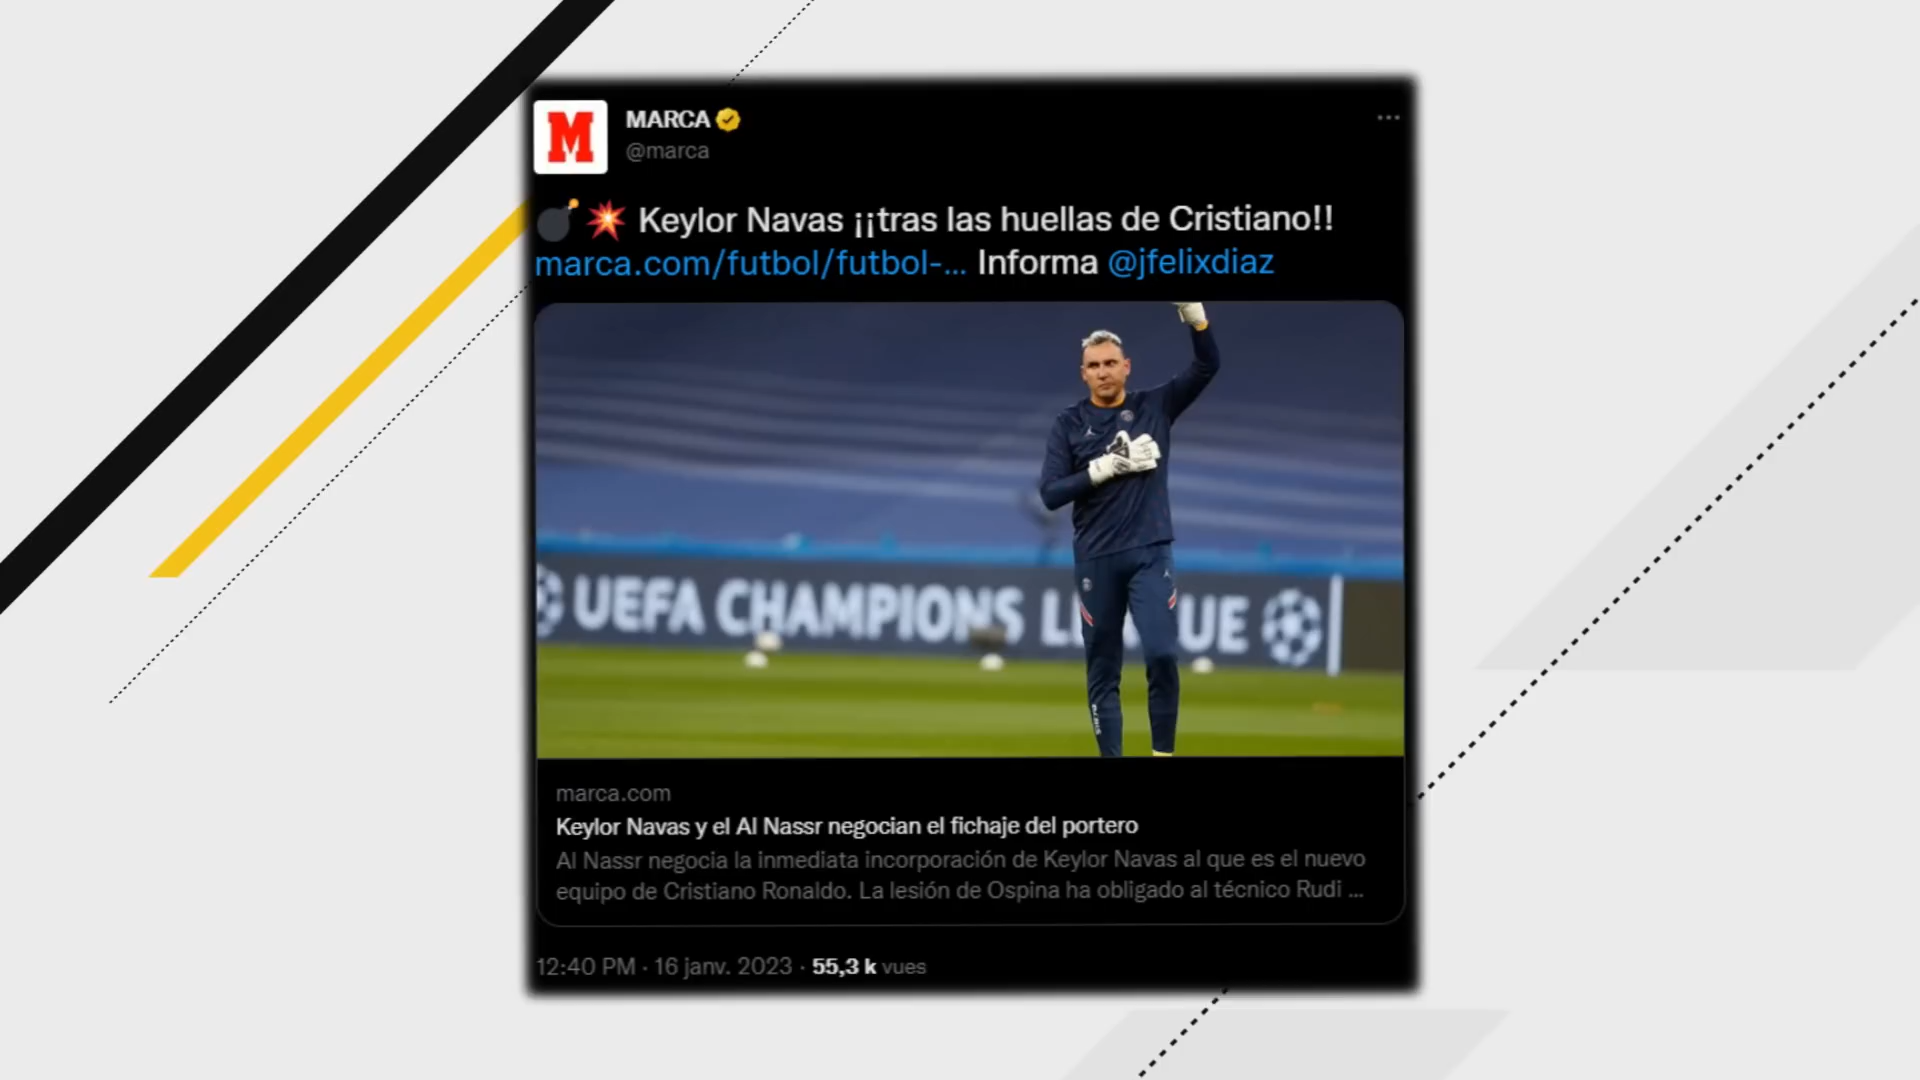 M
MARCA
@marca
Keylor Navas ¡¡tras las huellas de Cristiano!!
marca.com/futbol/futbol-... Informa @jfelixdiaz
UEFA CHAMPIONS LEAGUE
marca.com
Keylor Navas y el Al Nassr negocian el fichaje del portero
Al Nassr negocia la inmediata incorporación de Keylor Navas al que es el nuevo
equipo de Cristiano Ronaldo. La lesión de Ospina ha obligado al técnico Rudi ...
12:40 PM · 16 janv. 2023 · 55,3 k vues